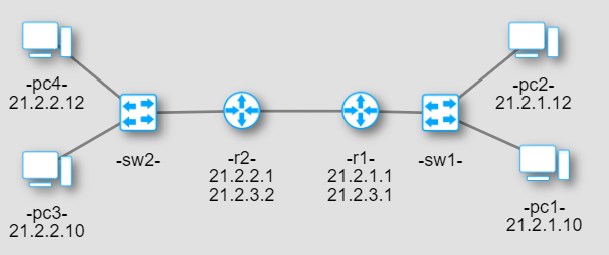 -pc4-
21.2.2.12
-pc2-
21.2.1.12
-sw2-
-r2-
21.2.2.1
21.2.3.2
-r1-
21.2.1.1
21.2.3.1
-sw1-
-pc3-
21.2.2.10
-pc1-
21.2.1.10